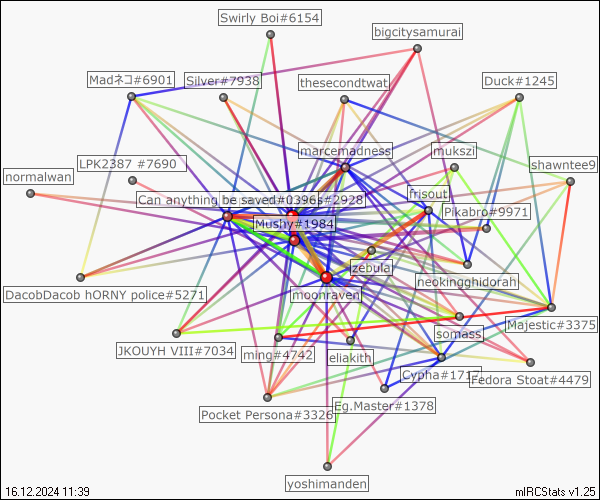 Swirly Boi#6154
bigcitysamurai
Madネコ#6901
Silver#7938
thesecondtwat
Duck#1245
marcemadness
mukszi
LPK2387 #7690
shawntee9
normalwan
Can anything be saved#0396
s#2928
frisout
Pikabro#9971
Mushy#1984
zebulai
neokingghidorah
moonraven
DacobDacob hORNY police#5271
Majestic#3375
somass
JKOUYH VIII#7034
ming#4742
eliakith
Cypha#1717
Fedora Stoat#4479
Eg.Master#1378
Pocket Persona#3326
yoshimanden
16.12.2024 11:39
mIRCStats v1.25